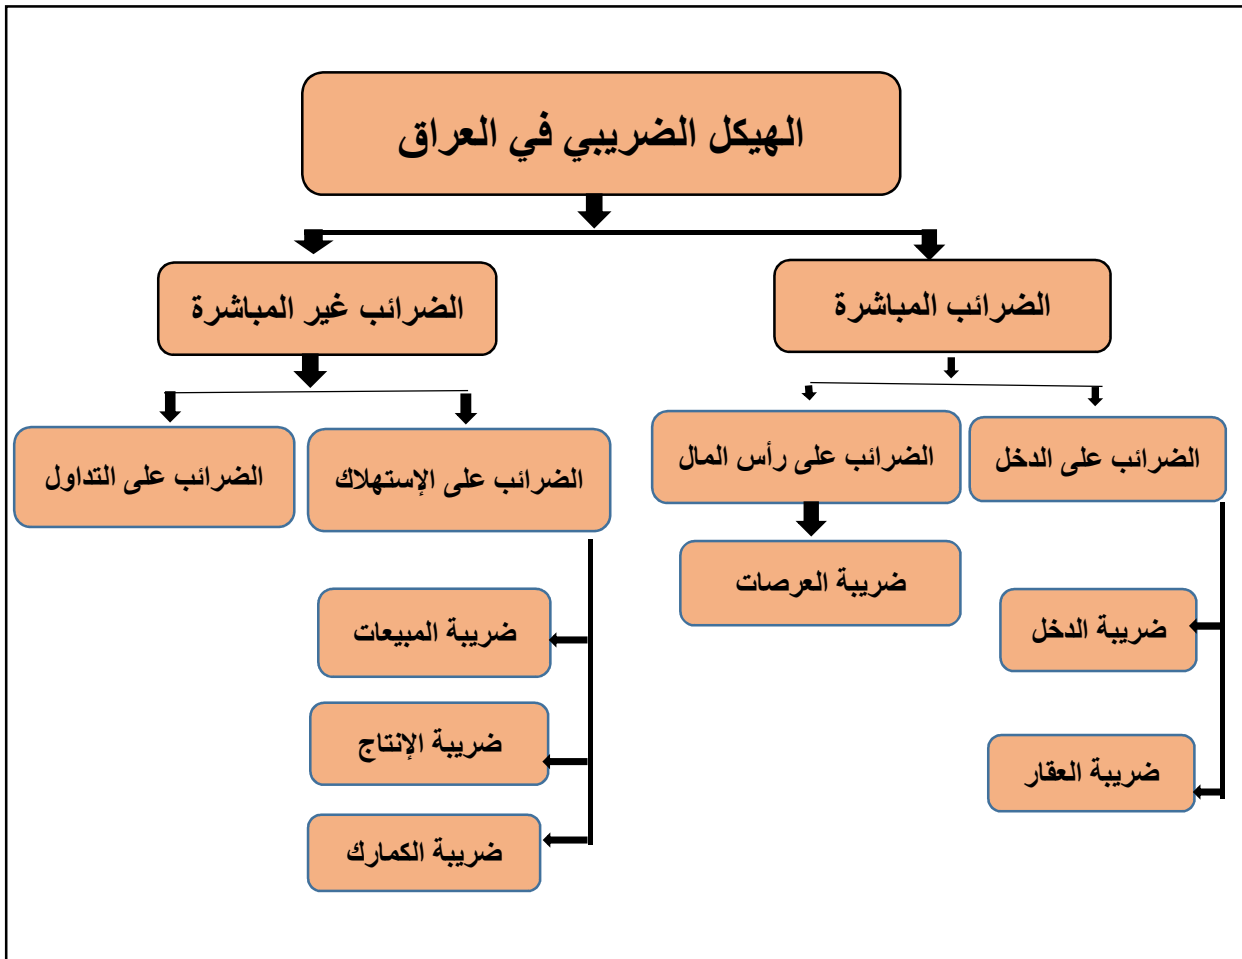 الهيكل الضريبي في العراق
الضرائب المباشرة
الضرائب غير المباشرة
الضرائب على الدخل
الضرائب على رأس المال
الضرائب على الإستهلاك
الضرائب على التداول
ضريبة العرصات
ضريبة الدخل
ضريبة العقار
ضريبة المبيعات
ضريبة الإنتاج
ضريبة الكمارك